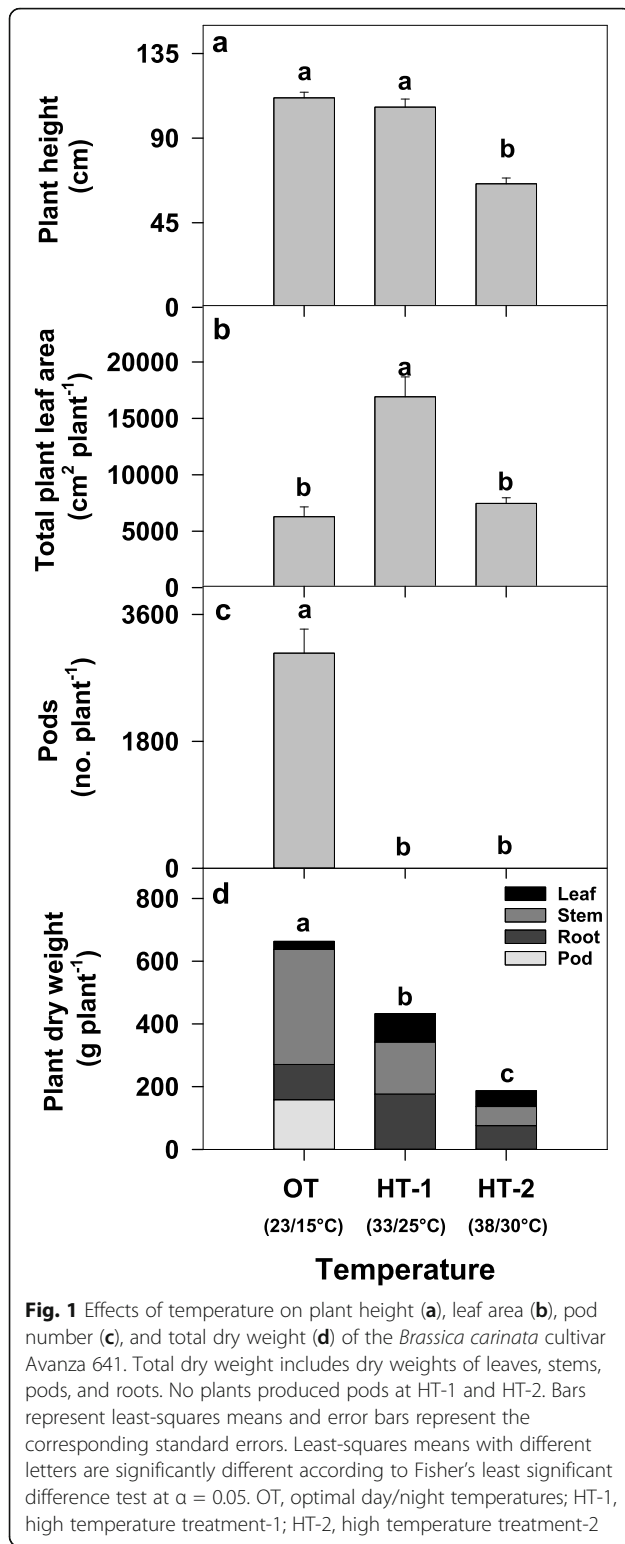 a
135
90
45
0
Plant height
(cm)
a
a
b
b
20000
15000
10000
5000
0
Total plant leaf area
(cm² plant⁻¹)
b
a
b
c
3600
1800
0
Pods
(no. plant⁻¹)
a
b
b
d
800
600
400
200
0
Plant dry weight
(g plant⁻¹)
a
b
c
Leaf
Stem
Root
Pod
OT
HT-1
HT-2
(23/15°C)
(33/25°C)
(38/30°C)
Temperature
Fig. 1 Effects of temperature on plant height (a), leaf area (b), pod
number (c), and total dry weight (d) of the Brassica carinata cultivar
Avanza 641. Total dry weight includes dry weights of leaves, stems,
pods, and roots. No plants produced pods at HT-1 and HT-2. Bars
represent least-squares means and error bars represent the
corresponding standard errors. Least-squares means with different
letters are significantly different according to Fisher's least significant
difference test at α = 0.05. OT, optimal day/night temperatures; HT-1,
high temperature treatment-1; HT-2, high temperature treatment-2